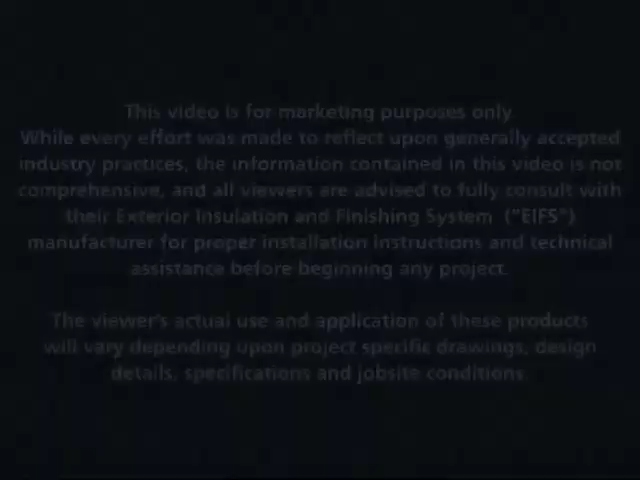 This video is for marketing purposes only
While every effort was made to reflect upon generally accepted
industry practices, the information contained in this video is not
comprehensive, and all viewers are advised to fully consult with
their Exterior Insulation and Finishing System ("EIFS")
manufacturer for proper installation instructions and technical
assistance before beginning any project.
The viewer's actual use and application of these products
will vary depending upon project specific drawings, design
details, specifications and jobsite conditions